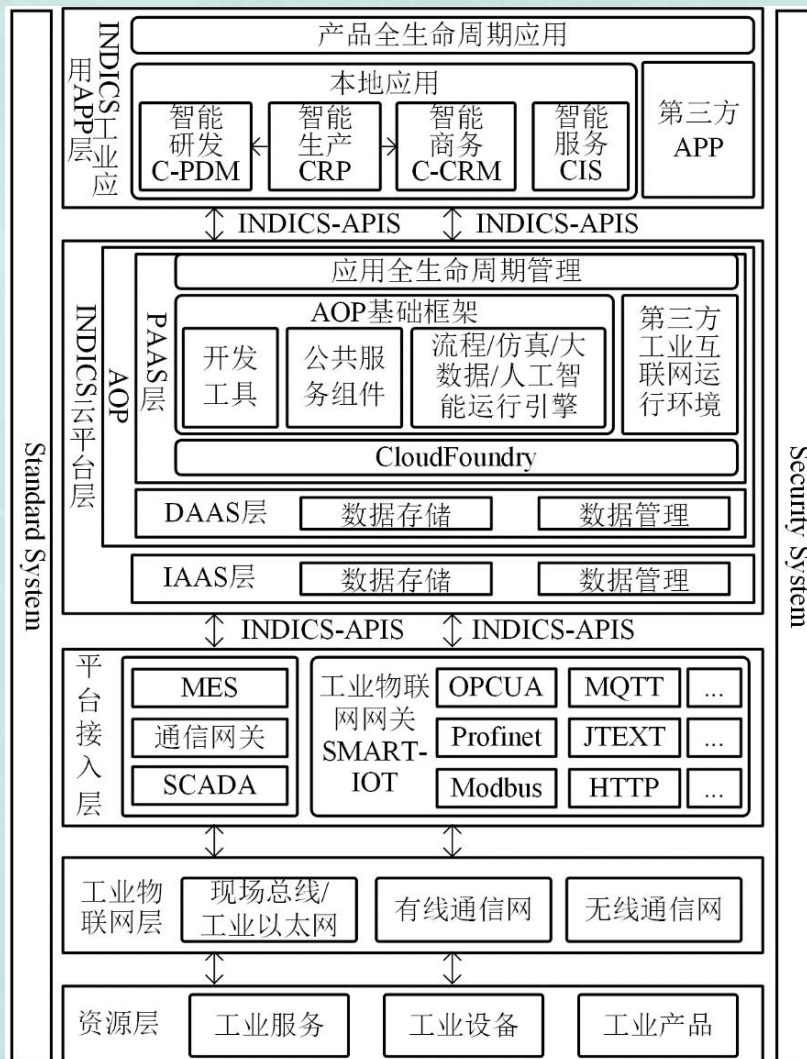 Standard System
Security System
INDICS工业应
用APP层
产品全生命周期应用
本地应用
智能
研发
C-PDM
智能
生产
CRP
智能
商务
C-CRM
智能
服务
CIS
第三方
APP
INDICS-APIS
INDICS-APIS
INDICS云平台层
AOP
PAAS层
应用全生命周期管理
AOP基础框架
开发
工具
公共服
务组件
流程/仿真/大
数据/人工智
能运行引擎
第三方
工业互
联网运
行环境
CloudFoundry
DAAS层
数据存储
数据管理
IAAS层
数据存储
数据管理
INDICS-APIS
INDICS-APIS
平
台
接
入
层
MES
通信网关
SCADA
工业物联
网网关
SMART-
IOT
OPCUA
MQTT
...
Profinet
JTEXT
...
Modbus
HTTP
...
工业物
联网层
现场总线/
工业以太网
有线通信网
无线通信网
资源层
工业服务
工业设备
工业产品